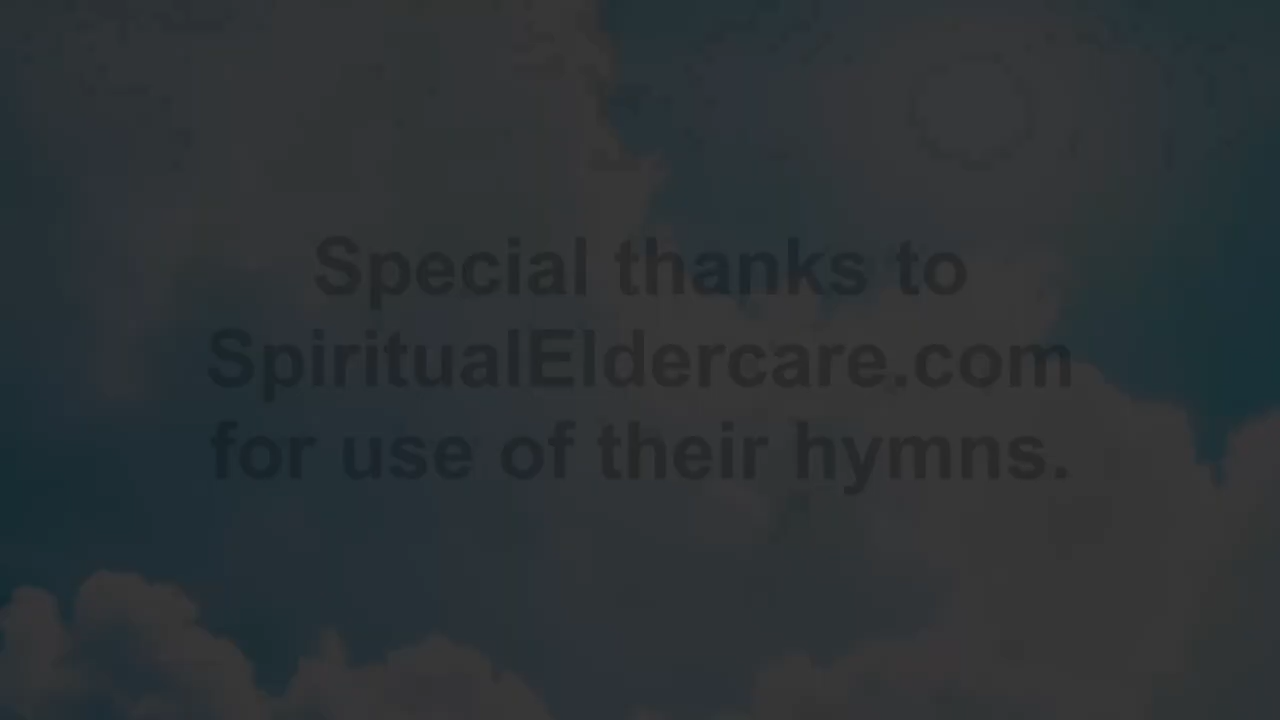 Special thanks to
SpiritualEldercare.com
for use of their hymns.